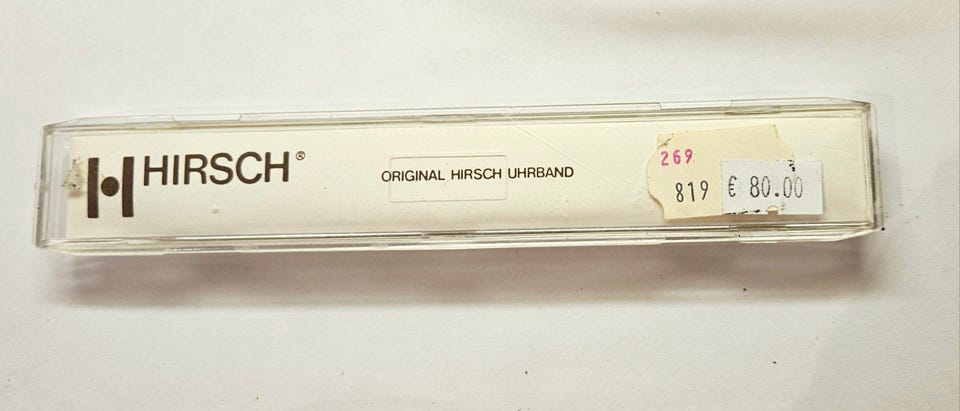 H HIRSCH®
ORIGINAL HIRSCH UHRBAND
269
819
€ 80.00